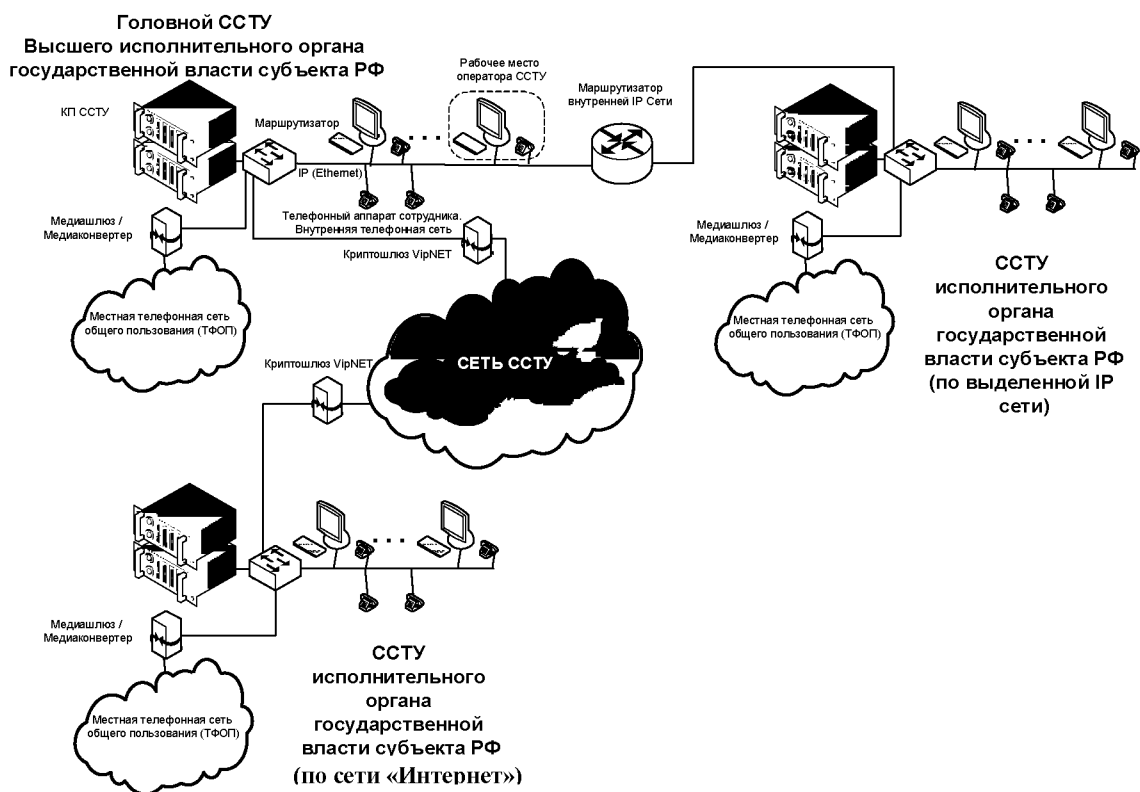 Головной ССТУ
Высшего исполнительного органа
государственной власти субъекта РФ
КП ССТУ
Маршрутизатор
Рабочее место
оператора ССТУ
Маршрутизатор
внутренней IP Сети
IP (Ethernet)
Медиашлюз /
Медиаконвертер
Телефонный аппарат сотрудника.
Внутренняя телефонная сеть
Криптошлюз VipNET
Местная телефонная сеть
общего пользования (ТФОП)
Медиашлюз /
Медиаконвертер
Местная телефонная сеть
общего пользования (ТФОП)
ССТУ
исполнительного
органа
государственной
власти субъекта РФ
(по выделенной IP
сети)
СЕТЬ ССТУ
Криптошлюз VipNET
Медиашлюз /
Медиаконвертер
Местная телефонная сеть
общего пользования (ТФОП)
ССТУ
исполнительного
органа
государственной
власти субъекта РФ
(по сети «Интернет»)